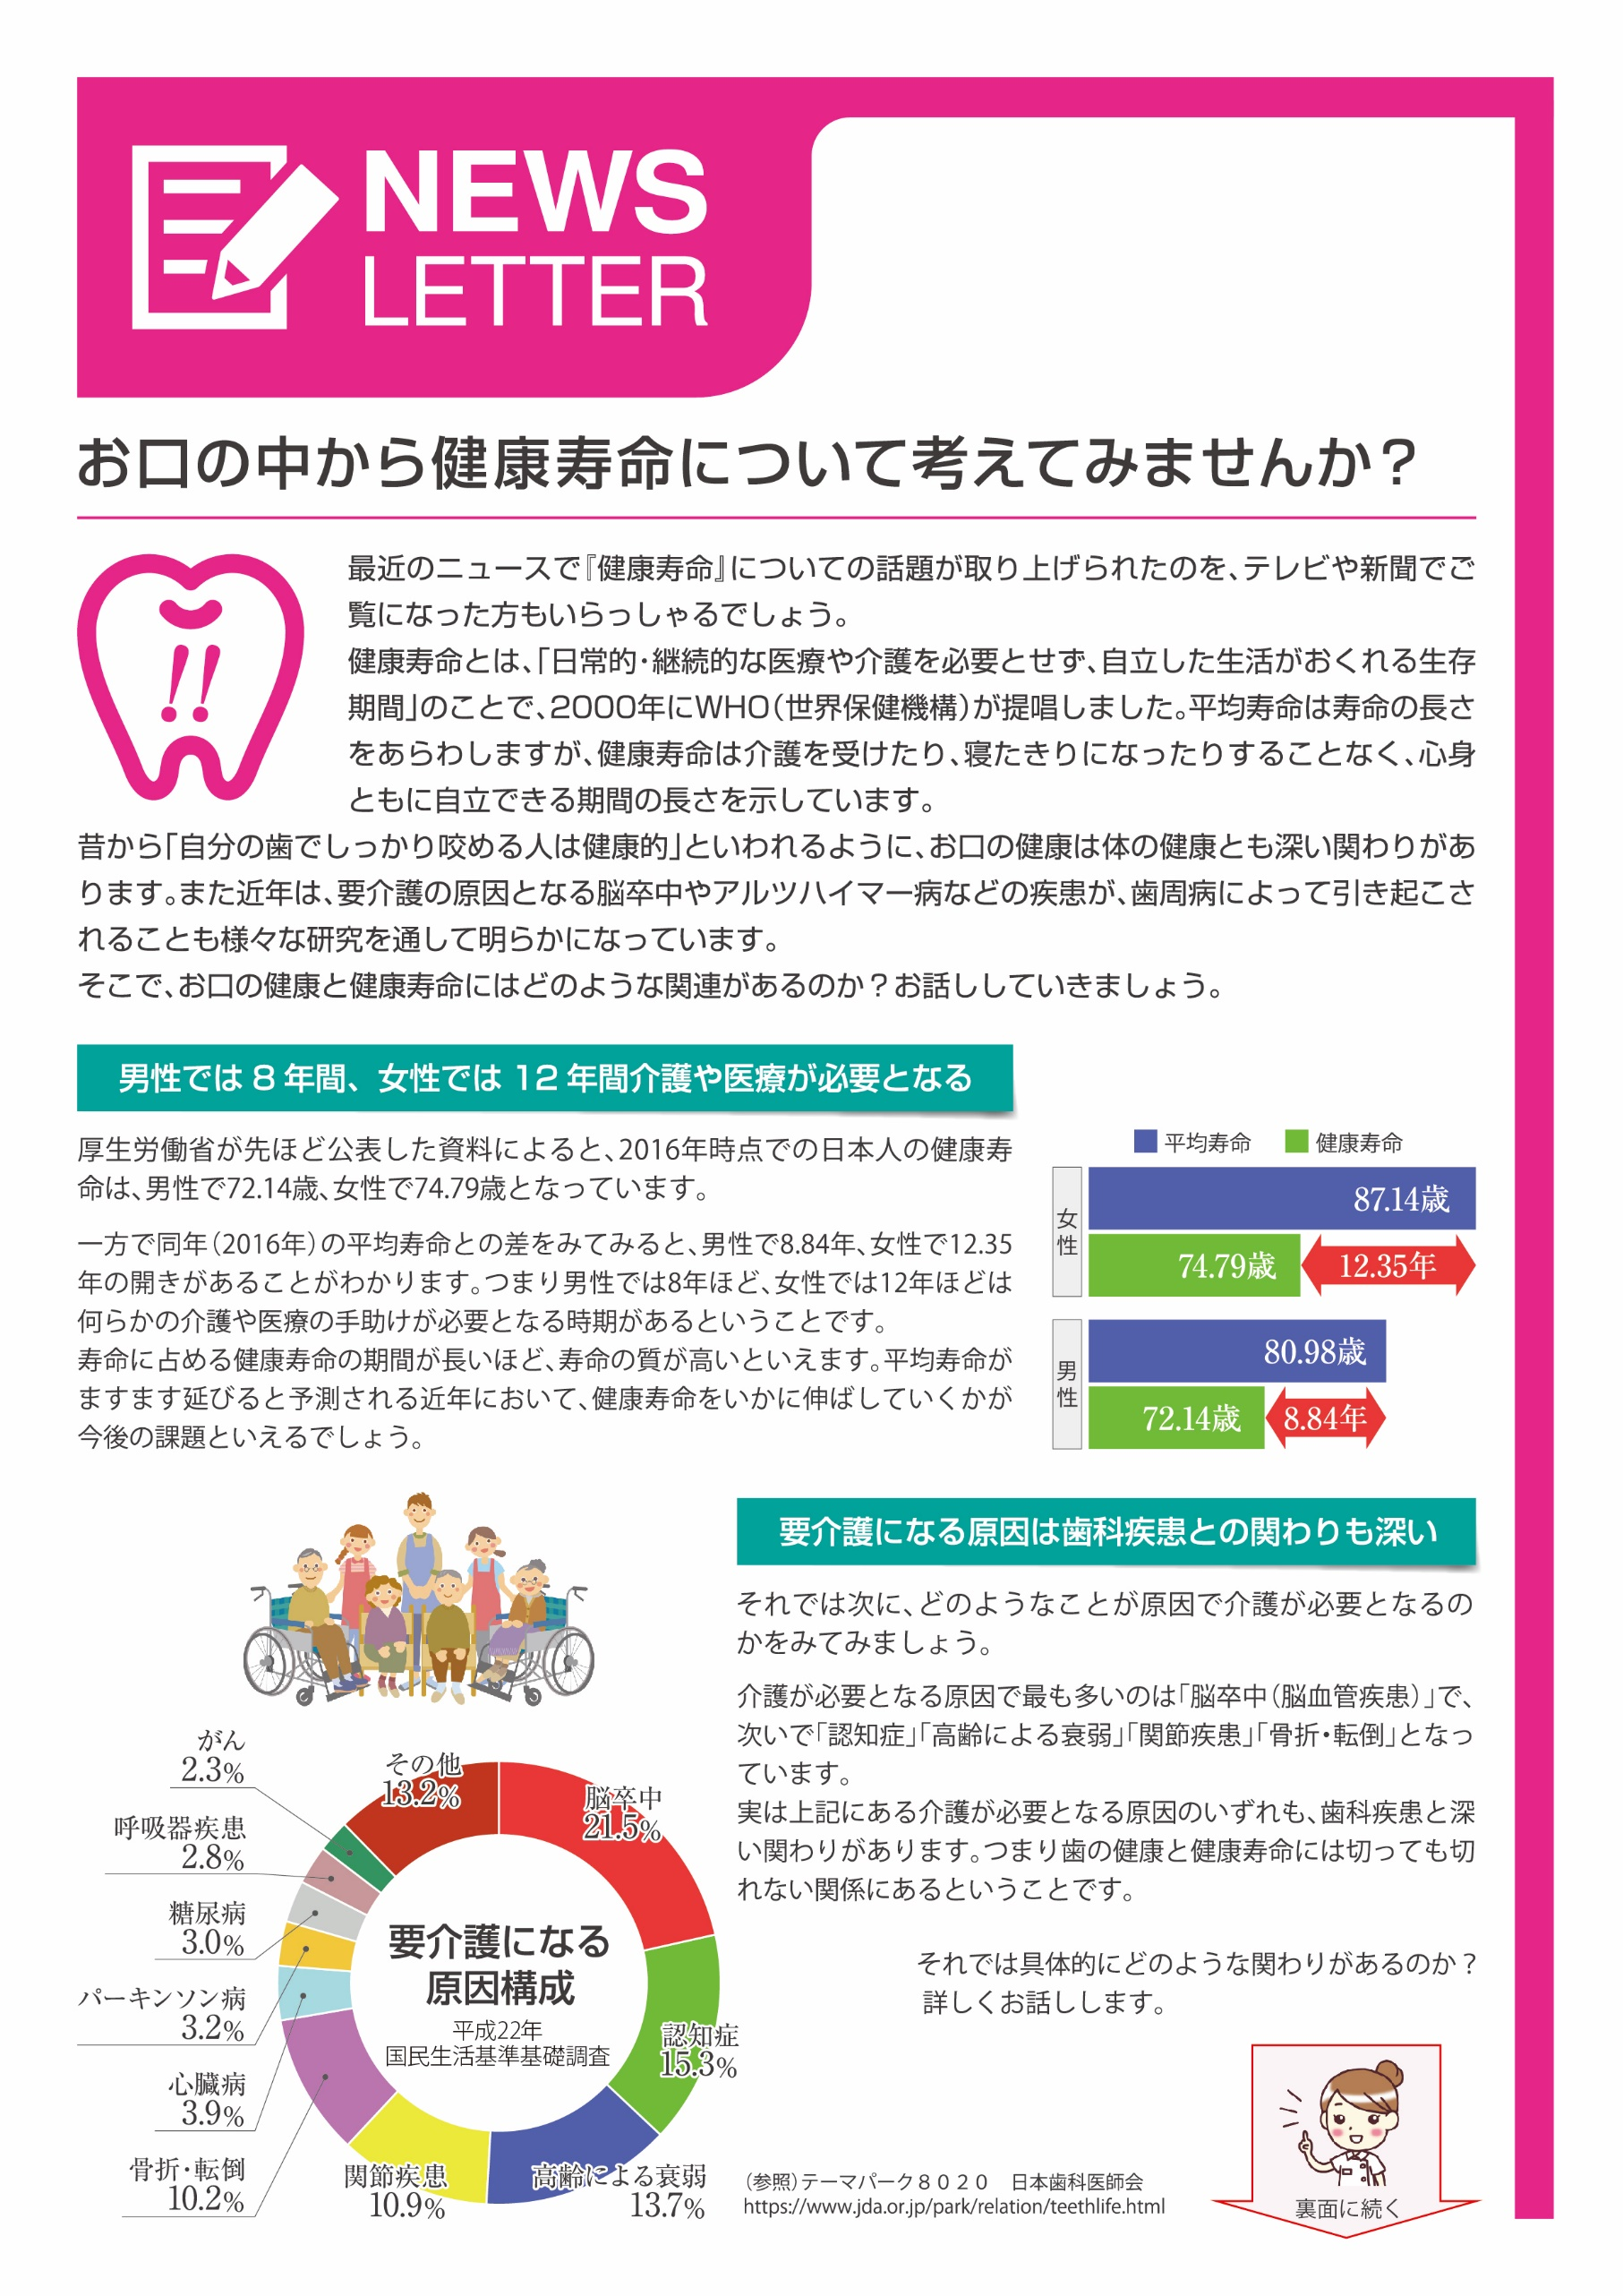 NEWS
LETTER
お口の中から健康寿命について考えてみませんか？
!!
最近のニュースで『健康寿命』についての話題が取り上げられたのを、テレビや新聞でご
覧になった方もいらっしゃるでしょう。
健康寿命とは、「日常的・継続的な医療や介護を必要とせず、自立した生活がおくれる生存
期間」のことで、2000年にWHO（世界保健機構）が提唱しました。平均寿命は寿命の長さ
をあらわしますが、健康寿命は介護を受けたり、寝たきりになったりすることなく、心身
ともに自立できる期間の長さを示しています。
昔から「自分の歯でしっかり咬める人は健康的」といわれるように、お口の健康は体の健康とも深い関わりがあ
ります。また近年は、要介護の原因となる脳卒中やアルツハイマー病などの疾患が、歯周病によって引き起こさ
れることも様々な研究を通して明らかになっています。
そこで、お口の健康と健康寿命にはどのような関連があるのか？お話ししていきましょう。
男性では 8 年間、女性では 12 年間介護や医療が必要となる
厚生労働省が先ほど公表した資料によると、2016年時点での日本人の健康寿
命は、男性で72.14歳、女性で74.79歳となっています。
一方で同年（2016年）の平均寿命との差をみてみると、男性で8.84年、女性で12.35
年の開きがあることがわかります。つまり男性では8年ほど、女性では12年ほどは
何らかの介護や医療の手助けが必要となる時期があるということです。
寿命に占める健康寿命の期間が長いほど、寿命の質が高いといえます。平均寿命が
ますます延びると予測される近年において、健康寿命をいかに伸ばしていくかが
今後の課題といえるでしょう。
平均寿命 健康寿命
女性
87.14歳
74.79歳 12.35年
男性
80.98歳
72.14歳 8.84年
要介護になる原因は歯科疾患との関わりも深い
それでは次に、どのようなことが原因で介護が必要となるの
かをみてみましょう。
介護が必要となる原因で最も多いのは「脳卒中（脳血管疾患）」で、
次いで「認知症」「高齢による衰弱」「関節疾患」「骨折・転倒」となっ
ています。
実は上記にある介護が必要となる原因のいずれも、歯科疾患と深
い関わりがあります。つまり歯の健康と健康寿命には切っても切
れない関係にあるということです。
それでは具体的にどのような関わりがあるのか？
詳しくお話しします。
要介護になる
原因構成
平成22年
国民生活基準基礎調査
脳卒中
21.5%
認知症
15.3%
高齢による衰弱
13.7%
関節疾患
10.9%
骨折・転倒
10.2%
心臓病
3.9%
パーキンソン病
3.2%
糖尿病
3.0%
呼吸器疾患
2.8%
がん
2.3%
その他
13.2%
（参照）テーマパーク８０２０　日本歯科医師会
https://www.jda.or.jp/park/relation/teethlife.html
裏面に続く